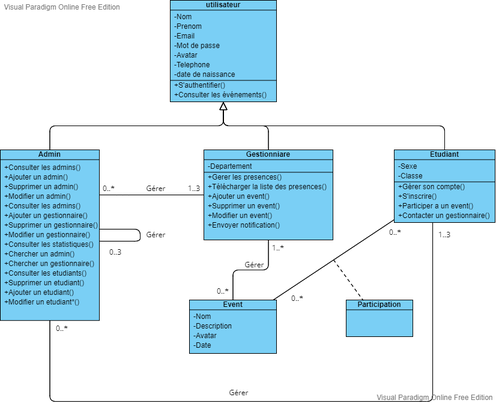 Visual Paradigm Online Free Edition
utilisateur
-Nom
-Prenom
-Email
-Mot de passe
-Avatar
-Telephone
-date de naissance
+S'authentifier()
+Consulter les événements()
Admin
+Consulter les admins()
+Ajouter un admin()
+Supprimer un admin()
+Modifier un admin()
+Consulter les admins()
+Ajouter un gestionnaire()
+Supprimer un gestionnaire()
+Modifier un gestionnaire()
+Consulter les statistiques()
+Chercher un admin()
+Chercher un gestionnaire()
+Consulter les etudiants()
+Supprimer un etudiant()
+Ajouter un etudiant()
+Modifier un etudiant"()
Gestionniare
-Departement
+Gerer les presences()
+Télécharger la liste des presences()
+Ajouter un event()
+Supprimer un event()
+Modifier un event()
+Envoyer notification()
Etudiant
-Sexe
-Classe
+Gérer son compte()
+S'inscrire()
+Participer a un event()
+Contacter un gestionnaire()
0..*
Gérer
1..3
Gérer
0..3
0..*
1..3
1..*
Gérer
0..*
0..*
0..*
Event
-Nom
-Description
-Avatar
-Date
Participation
Gérer
Visual Paradigm Online Free Edition